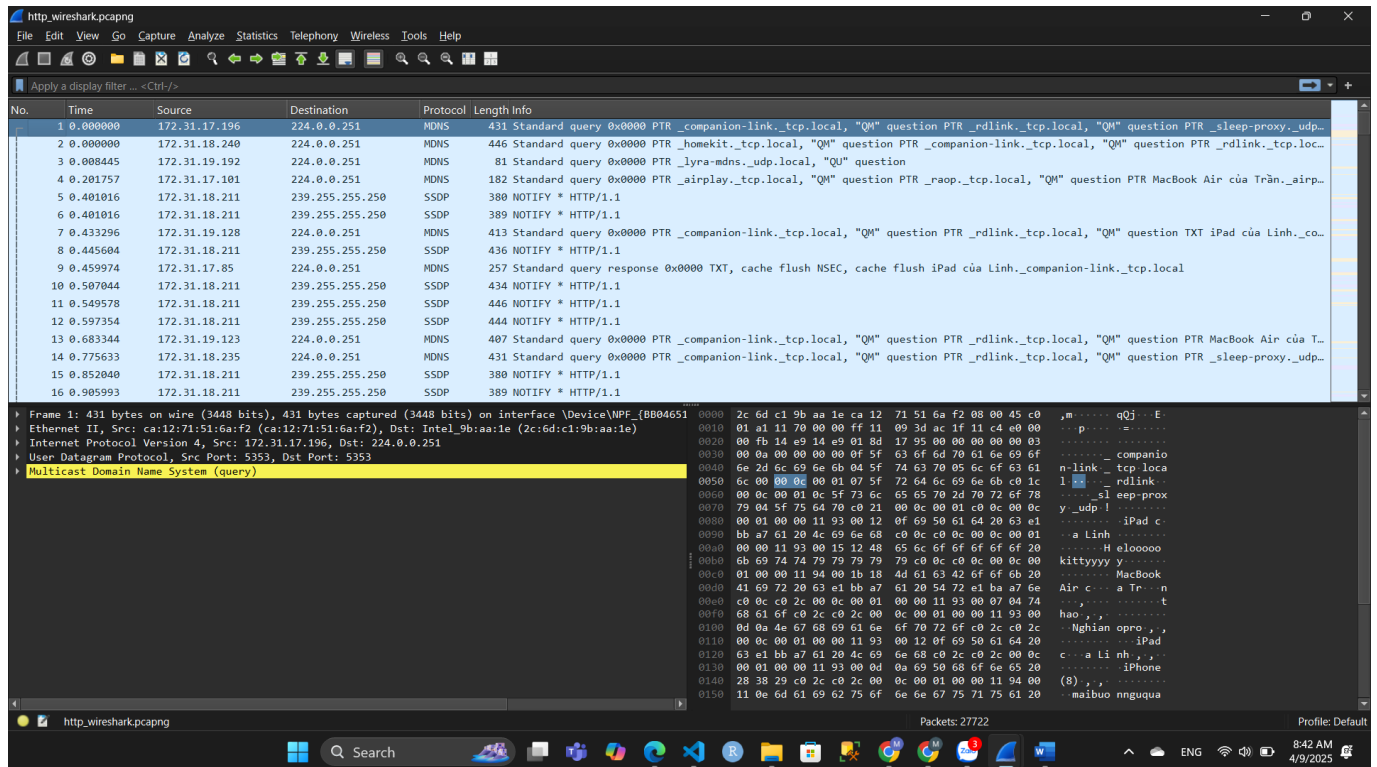 http_wireshark.pcapng
File Edit View Go Capture Analyze Statistics Telephony Wireless Tools Help
Apply a display filter ... <Ctrl-/>
No. Time Source Destination Protocol Length Info
1 0.000000 172.31.17.196 224.0.0.251 MDNS 431 Standard query 0x0000 PTR _companion-link._tcp.local, "QM" question PTR _rdlink._tcp.local, "QM" question PTR _sleep-proxy._udp…
2 0.000000 172.31.18.240 224.0.0.251 MDNS 446 Standard query 0x0000 PTR _homekit._tcp.local, "QM" question PTR _companion-link._tcp.local, "QM" question PTR _rdlink._tcp.loc…
3 0.008445 172.31.19.192 224.0.0.251 MDNS 81 Standard query 0x0000 PTR _lyra-mdns._udp.local, "QU" question
4 0.201757 172.31.17.101 224.0.0.251 MDNS 182 Standard query 0x0000 PTR _airplay._tcp.local, "QM" question PTR _raop._tcp.local, "QM" question PTR MacBook Air của Trần._airp…
5 0.401016 172.31.18.211 239.255.255.250 SSDP 380 NOTIFY * HTTP/1.1
6 0.401016 172.31.18.211 239.255.255.250 SSDP 389 NOTIFY * HTTP/1.1
7 0.433296 172.31.19.128 224.0.0.251 MDNS 413 Standard query 0x0000 PTR _companion-link._tcp.local, "QM" question PTR _rdlink._tcp.local, "QM" question TXT iPad của Linh._co…
8 0.445604 172.31.18.211 239.255.255.250 SSDP 436 NOTIFY * HTTP/1.1
9 0.459974 172.31.17.85 224.0.0.251 MDNS 257 Standard query response 0x0000 TXT, cache flush NSEC, cache flush iPad của Linh._companion-link._tcp.local
10 0.507044 172.31.18.211 239.255.255.250 SSDP 434 NOTIFY * HTTP/1.1
11 0.549578 172.31.18.211 239.255.255.250 SSDP 446 NOTIFY * HTTP/1.1
12 0.597354 172.31.18.211 239.255.255.250 SSDP 444 NOTIFY * HTTP/1.1
13 0.683344 172.31.19.123 224.0.0.251 MDNS 407 Standard query 0x0000 PTR _companion-link._tcp.local, "QM" question PTR _rdlink._tcp.local, "QM" question PTR MacBook Air của T…
14 0.775633 172.31.18.235 224.0.0.251 MDNS 431 Standard query 0x0000 PTR _companion-link._tcp.local, "QM" question PTR _rdlink._tcp.local, "QM" question PTR _sleep-proxy._udp…
15 0.852040 172.31.18.211 239.255.255.250 SSDP 380 NOTIFY * HTTP/1.1
16 0.905993 172.31.18.211 239.255.255.250 SSDP 389 NOTIFY * HTTP/1.1
Frame 1: 431 bytes on wire (3448 bits), 431 bytes captured (3448 bits) on interface \Device\NPF_{BB04651
Ethernet II, Src: ca:12:71:51:6a:f2 (ca:12:71:51:6a:f2), Dst: Intel_9b:aa:1e (2c:6d:c1:9b:aa:1e)
Internet Protocol Version 4, Src: 172.31.17.196, Dst: 224.0.0.251
User Datagram Protocol, Src Port: 5353, Dst Port: 5353
Multicast Domain Name System (query)
0000 2c 6d c1 9b aa 1e ca 12 71 51 6a f2 08 00 45 c0 ,m······ qQj···E·
0010 01 a1 11 70 00 00 ff 11 09 3d ac 1f 11 c4 e0 00 ···p···· ·=······
0020 00 fb 14 e9 14 e9 01 8d 17 95 00 00 00 00 00 03 ········ ········
0030 00 0a 00 00 00 00 0f 5f 63 6f 6d 70 61 6e 69 6f ·······_ companio
0040 6e 2d 6c 69 6e 6b 04 5f 74 63 70 05 6c 6f 63 61 n-link·_ tcp·loca
0050 6c 00 00 0c 00 01 07 5f 72 64 6c 69 6e 6b c0 1c l······_ rdlink··
0060 00 0c 00 01 0c 5f 73 6c 65 65 70 2d 70 72 6f 78 ·····_sl eep-prox
0070 79 04 5f 75 64 70 c0 21 00 0c 00 01 c0 0c 00 0c y·_udp·! ········
0080 00 01 00 00 11 93 00 12 0f 69 50 61 64 20 63 e1 ········ ·iPad c·
0090 bb a7 61 20 4c 69 6e 68 c0 0c c0 0c 00 0c 00 01 ··a Linh ········
00a0 00 00 11 93 00 15 12 48 65 6c 6f 6f 6f 6f 6f 20 ·······H elooooo
00b0 6b 69 74 74 79 79 79 79 79 c0 0c c0 0c 00 0c 00 kittyyyy y·······
00c0 01 00 00 11 94 00 1b 18 4d 61 63 42 6f 6f 6b 20 ········ MacBook
00d0 41 69 72 20 63 e1 bb a7 61 20 54 72 e1 ba a7 6e Air c··· a Tr···n
00e0 c0 0c c0 2c 00 0c 00 01 00 00 11 93 00 07 04 74 ···,···· ·······t
00f0 68 61 6f c0 2c c0 2c 00 0c 00 01 00 00 11 93 00 hao·,·,· ········
0100 0d 0a 4e 67 68 69 61 6e 6f 70 72 6f c0 2c c0 2c ··Nghian opro·,·,
0110 00 0c 00 01 00 00 11 93 00 12 0f 69 50 61 64 20 ········ ···iPad
0120 63 e1 bb a7 61 20 4c 69 6e 68 c0 2c c0 2c 00 0c c···a Li nh·,·,··
0130 00 01 00 00 11 93 00 0d 0a 69 50 68 6f 6e 65 20 ········ ·iPhone
0140 28 38 29 c0 2c c0 2c 00 0c 00 01 00 00 11 94 00 (8)·,·,· ········
0150 11 0e 6d 61 69 62 75 6f 6e 6e 67 75 71 75 61 20 ··maibuo nnguqua
http_wireshark.pcapng Packets: 27722 Profile: Default
Search
3
Zalo
ENG
8:42 AM
4/9/2025